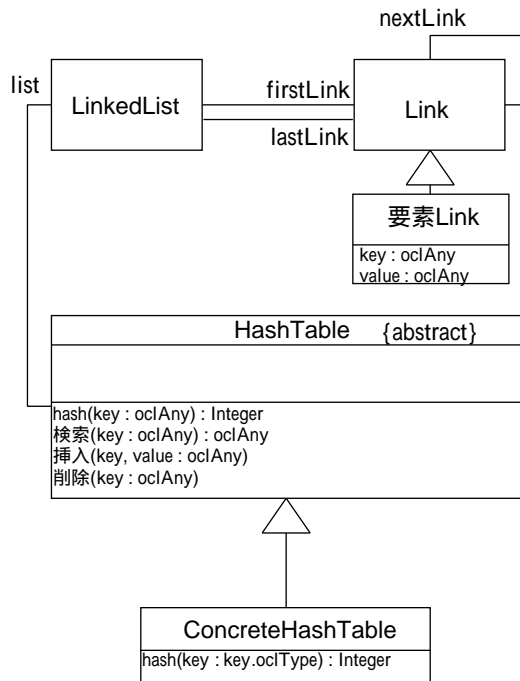 nextLink
list
LinkedList
firstLink
Link
lastLink
要素Link
key : oclAny
value : oclAny
HashTable {abstract}
hash(key : oclAny) : Integer
検索(key : oclAny) : oclAny
挿入(key, value : oclAny)
削除(key : oclAny)
ConcreteHashTable
hash(key : key.oclType) : Integer